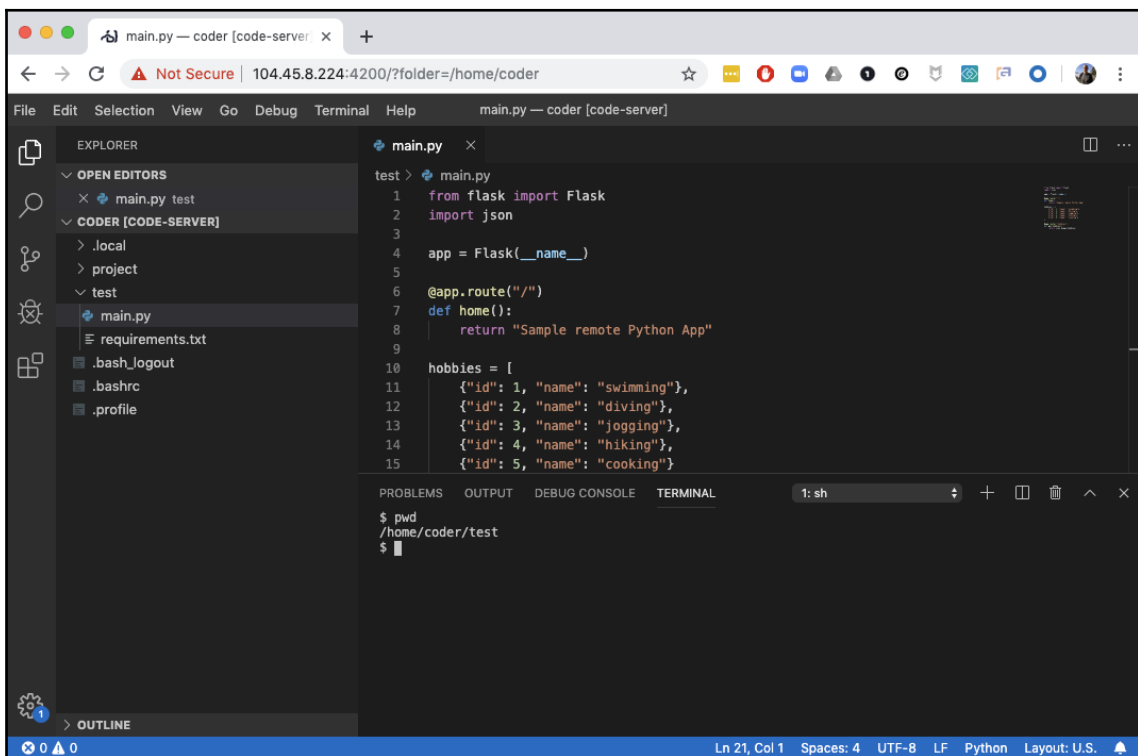 main.py — coder [code-server]
Not Secure | 104.45.8.224:4200/?folder=/home/coder
File Edit Selection View Go Debug Terminal Help main.py — coder [code-server]
EXPLORER
OPEN EDITORS
main.py test
CODER [CODE-SERVER]
.local
project
test
main.py
requirements.txt
.bash_logout
.bashrc
.profile
OUTLINE
main.py
test > main.py
1 from flask import Flask
2 import json
3
4 app = Flask(__name__)
5
6 @app.route("/")
7 def home():
8 return "Sample remote Python App"
9
10 hobbies = [
11 {"id": 1, "name": "swimming"},
12 {"id": 2, "name": "diving"},
13 {"id": 3, "name": "jogging"},
14 {"id": 4, "name": "hiking"},
15 {"id": 5, "name": "cooking"}
PROBLEMS OUTPUT DEBUG CONSOLE TERMINAL 1: sh
$ pwd
/home/coder/test
$
1
0 0 Ln 21, Col 1 Spaces: 4 UTF-8 LF Python Layout: U.S.